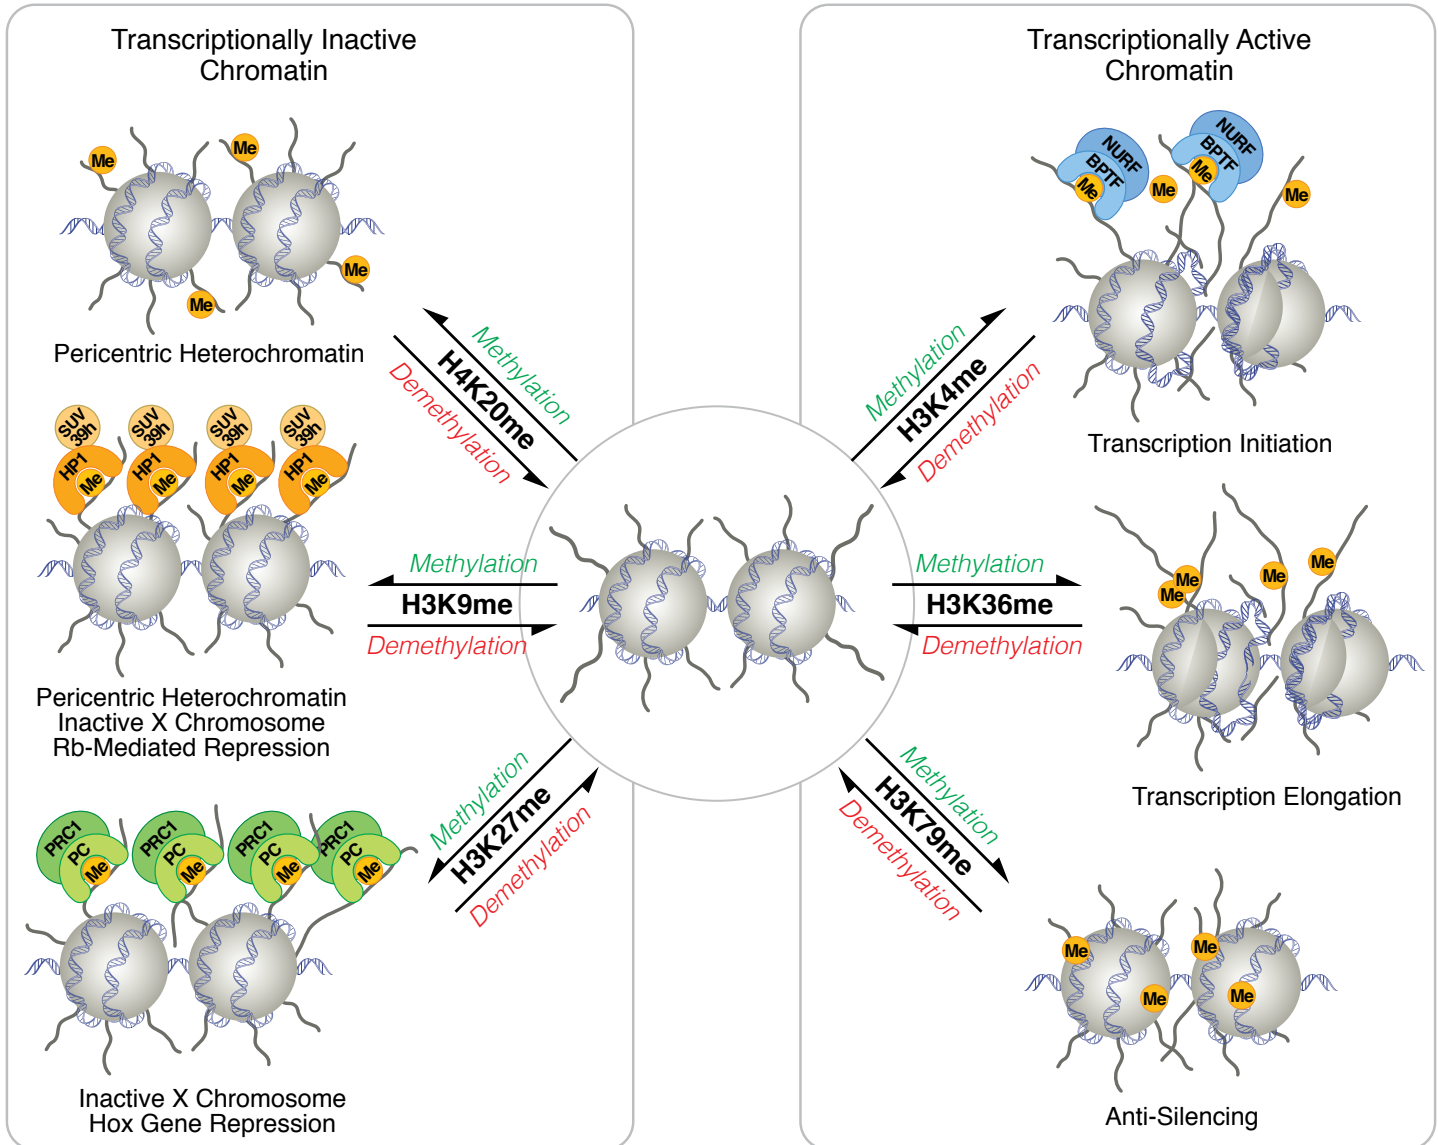 Transcriptionally Inactive
Chromatin
Me
Me
Me
Me
Pericentric Heterochromatin
Methylation
H4K20me
Demethylation
SUV
39h
SUV
39h
SUV
39h
SUV
39h
HP1
Me
HP1
Me
HP1
Me
HP1
Me
Pericentric Heterochromatin
Inactive X Chromosome
Rb-Mediated Repression
Methylation
H3K9me
Demethylation
PRC1
PC
Me
PRC1
PC
Me
PRC1
PC
Me
PRC1
PC
Me
Inactive X Chromosome
Hox Gene Repression
Methylation
H3K27me
Demethylation
Transcriptionally Active
Chromatin
NURF
BPTF
Me
Me
NURF
BPTF
Me
Me
Transcription Initiation
Methylation
H3K4me
Demethylation
Me
Me
Me
Me
Transcription Elongation
Methylation
H3K36me
Demethylation
Me
Me
Me
Me
Anti-Silencing
Methylation
H3K79me
Demethylation